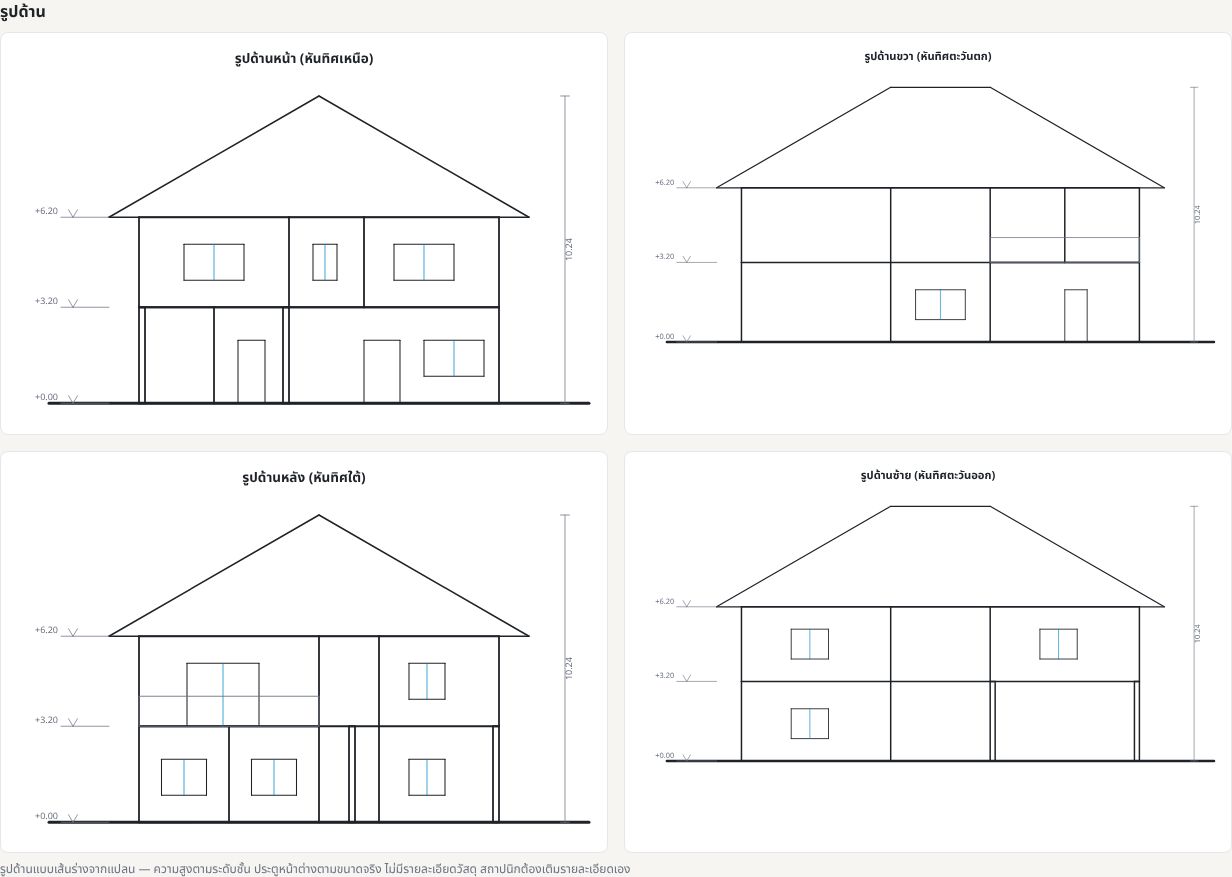 รูปด้าน
รูปด้านหน้า (หันทิศเหนือ)
+6.20
+3.20
+0.00
10.24
รูปด้านขวา (หันทิศตะวันตก)
+6.20
+3.20
+0.00
10.24
รูปด้านหลัง (หันทิศใต้)
+6.20
+3.20
+0.00
10.24
รูปด้านซ้าย (หันทิศตะวันออก)
+6.20
+3.20
+0.00
10.24
รูปด้านแบบเส้นร่างจากแปลน — ความสูงตามระดับชั้น ประตูหน้าต่างตามขนาดจริง ไม่มีรายละเอียดวัสดุ สถาปนิกต้องเติมรายละเอียดเอง